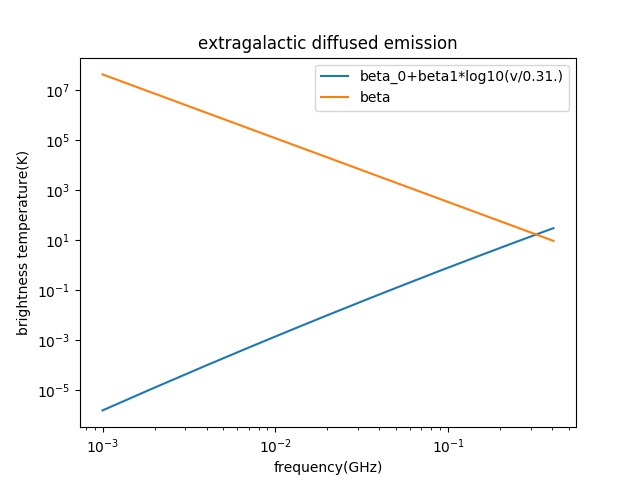 extragalactic diffused emission
beta_0+beta1*log10(v/0.31.)
beta
brightness temperature(K)
10^7
10^5
10^3
10^1
10^−1
10^−3
10^−5
10^−3
10^−2
10^−1
frequency(GHz)